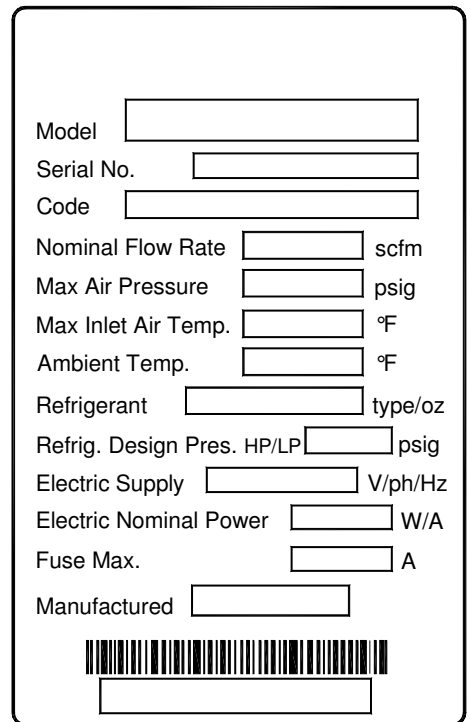 Model
Serial No.
Code
Nominal Flow Rate scfm
Max Air Pressure psig
Max Inlet Air Temp. °F
Ambient Temp. °F
Refrigerant type/oz
Refrig. Design Pres. HP/LP psig
Electric Supply V/ph/Hz
Electric Nominal Power W/A
Fuse Max. A
Manufactured